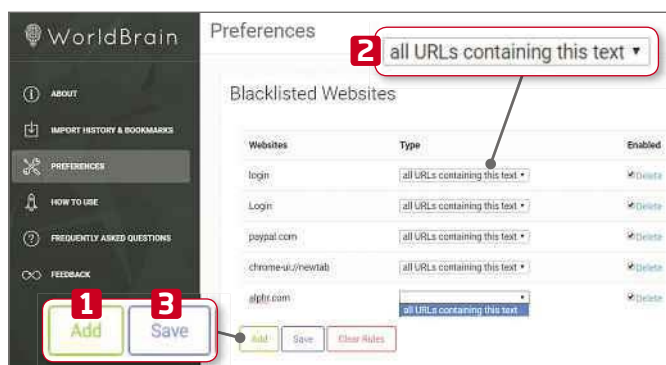 WorldBrain
Preferences
2 all URLs containing this text
ABOUT
IMPORT HISTORY & BOOKMARKS
PREFERENCES
HOW TO USE
FREQUENTLY ASKED QUESTIONS
FEEDBACK
Blacklisted Websites
Websites Type Enabled
login all URLs containing this text Delete
Login all URLs containing this text Delete
paypal.com all URLs containing this text Delete
chrome-ui://newtab all URLs containing this text Delete
alphr.com Delete
all URLs containing this text
1 3
Add Save
Add Save Clear Rules